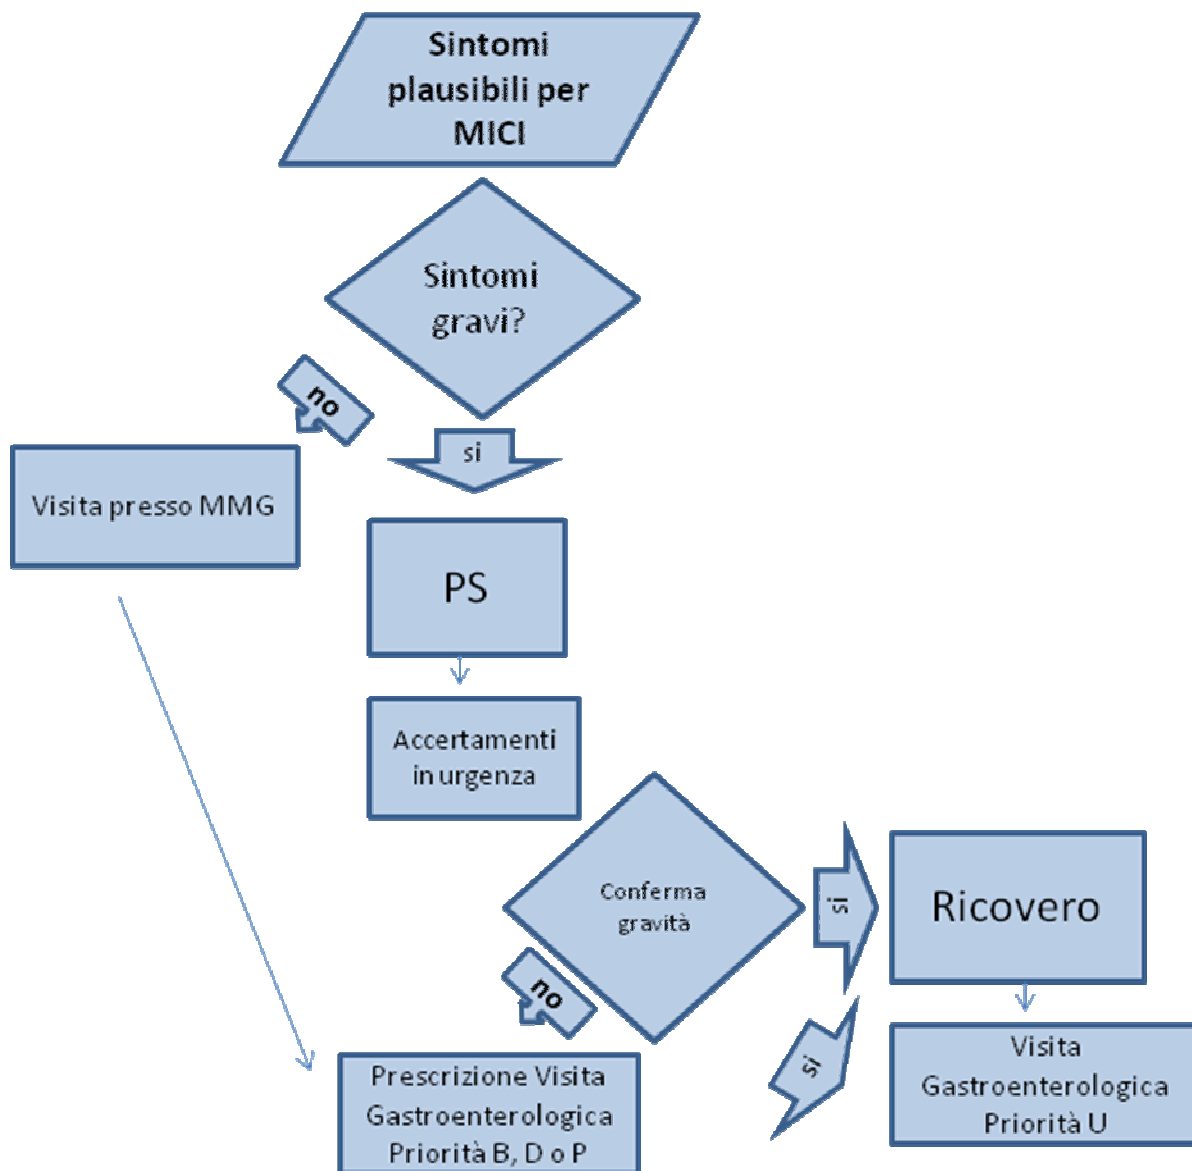 Sintomi
plausibili per
MICI
Sintomi
gravi?
no
si
Visita presso MMG
PS
Accertamenti
in urgenza
Conferma
gravità
si
Ricovero
no
si
Prescrizione Visita
Gastroenterologica
Priorità B, D o P
Visita
Gastroenterologica
Priorità U